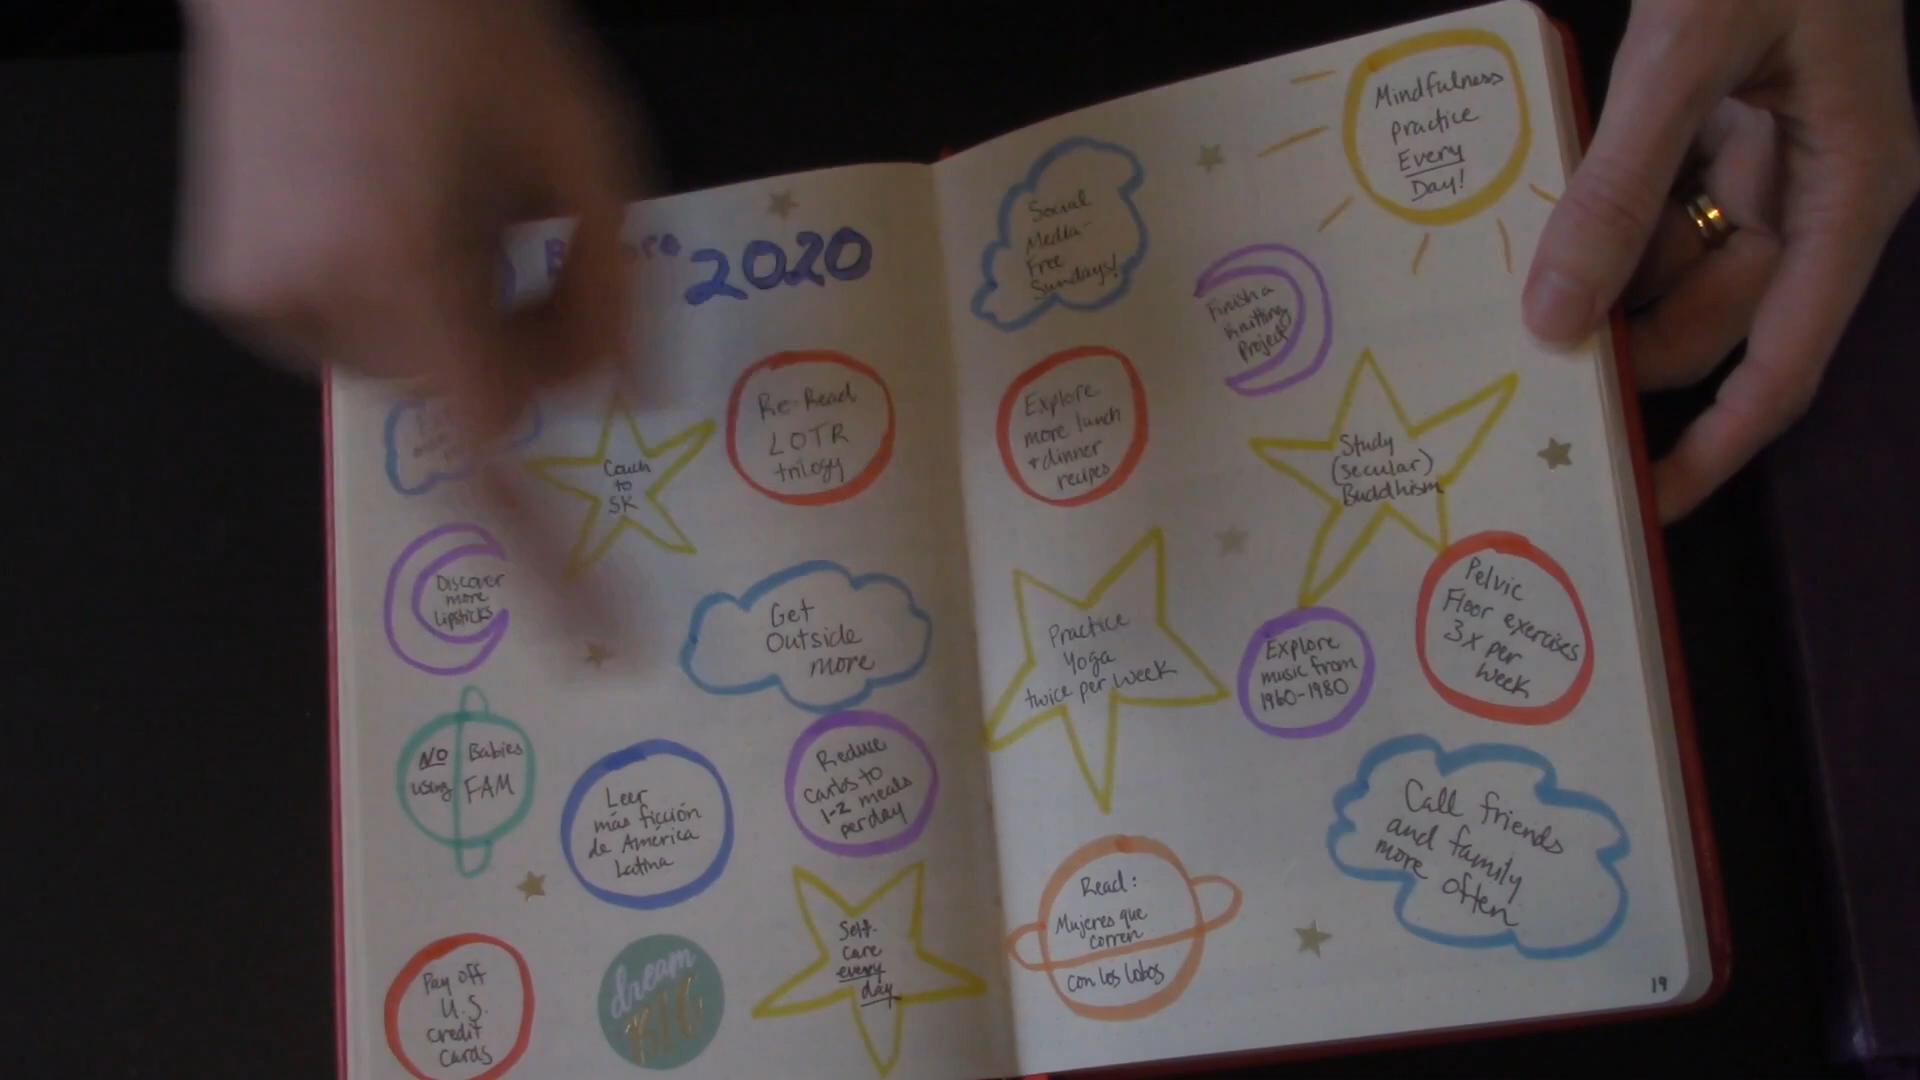 2020
Couch
to
5K
Re-Read
LOTR
trilogy
Discover
more
lipsticks
Get
Outside
more
NO Babies
using FAM
Leer
más ficción
de América
Latina
Reduce
carbs to
1-2 meals
per day
Pay off
U.S.
credit
cards
dream
BIG
Self-
care
every
day
Social
Media-
Free
Sundays!
Mindfulness
practice
Every
Day!
Finish a
Knitting
Project
Explore
more lunch
+ dinner
recipes
Study
(secular)
Buddhism
Practice
Yoga
twice per week
Explore
music from
1960-1980
Pelvic
Floor exercises
3x per
week
Read:
Mujeres que
corren
con los lobos
Call friends
and family
more often
19